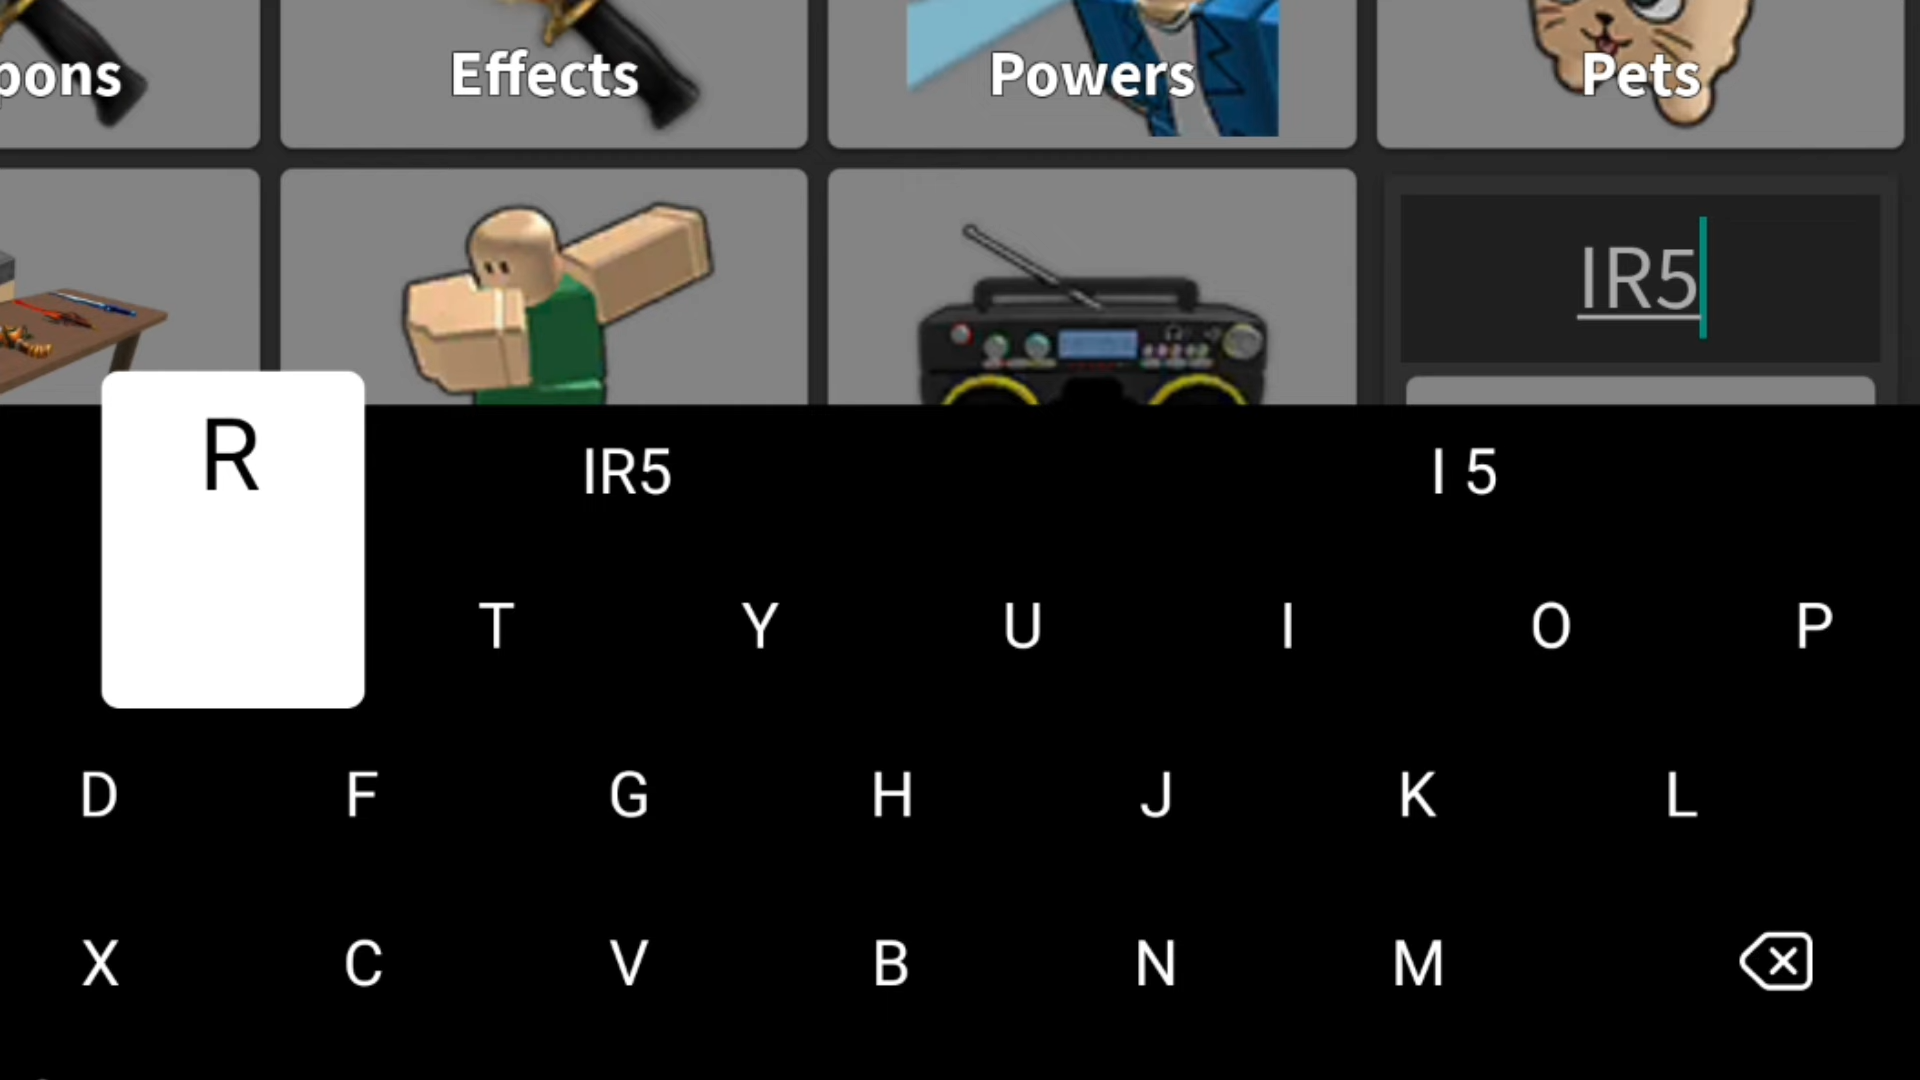 pons Effects Powers Pets
IR5
R IR5 I 5
T Y U I O P
D F G H J K L
X C V B N M